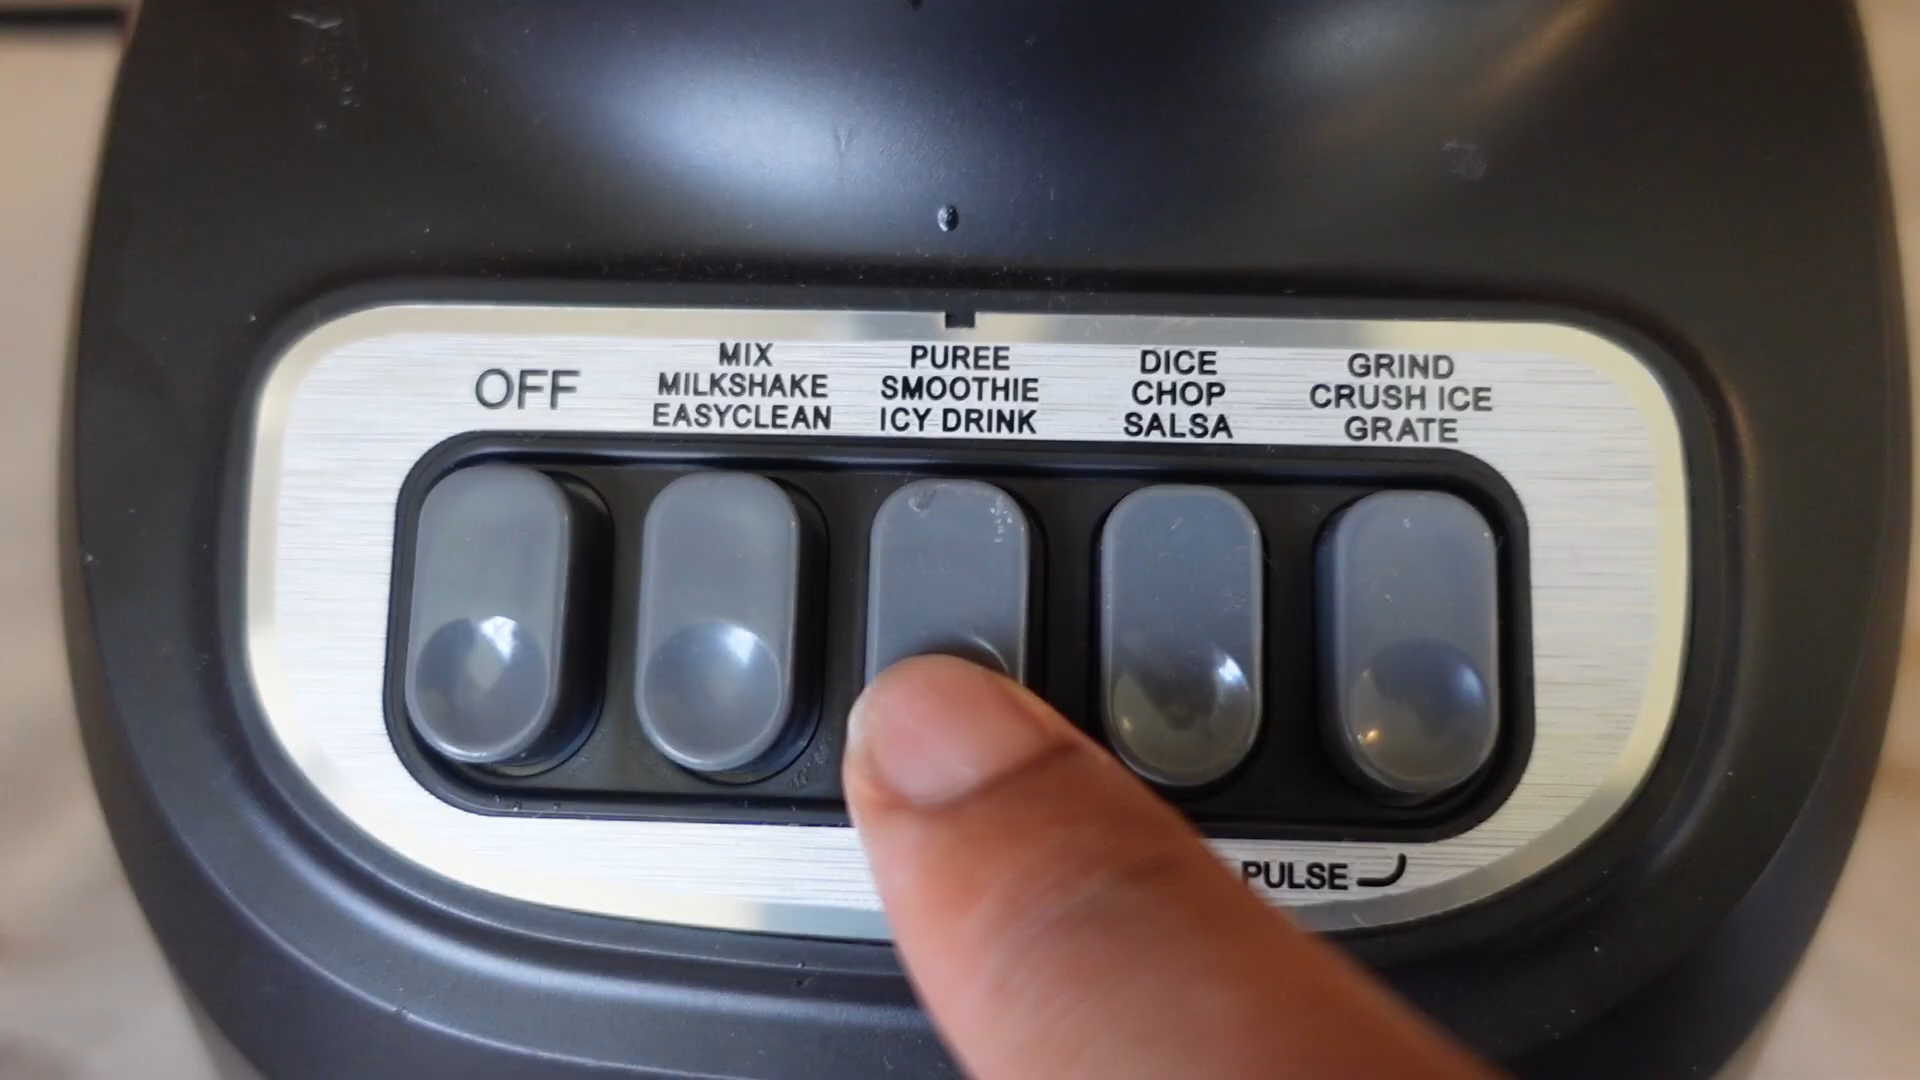 OFF
MIX
MILKSHAKE
EASYCLEAN
PUREE
SMOOTHIE
ICY DRINK
DICE
CHOP
SALSA
GRIND
CRUSH ICE
GRATE
PULSE